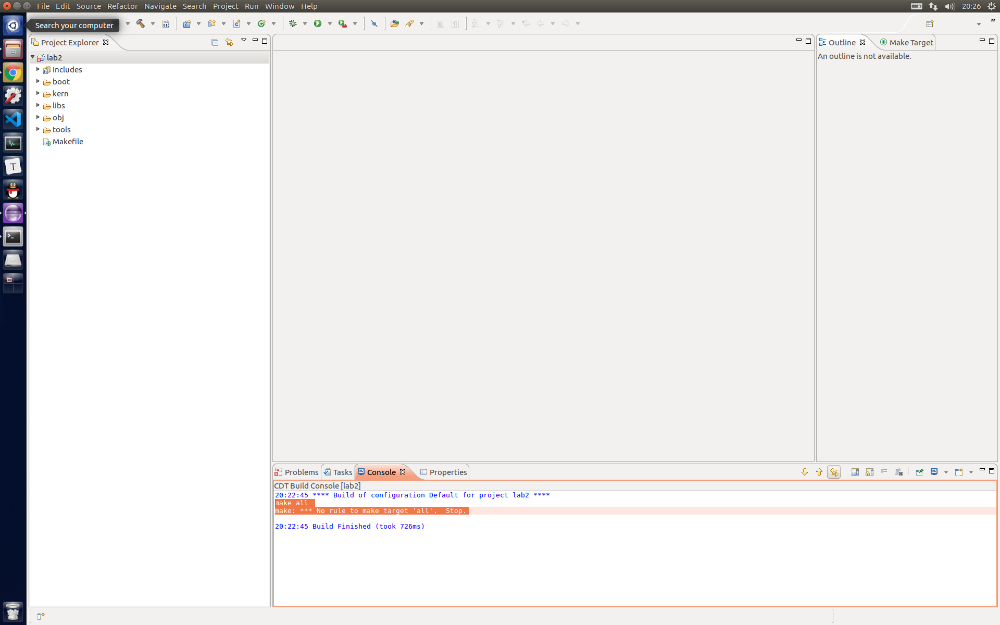 File Edit Source Refactor Navigate Search Project Run Window Help
20:26
Search your computer
Project Explorer
Outline
Make Target
lab2
Includes
boot
kern
libs
obj
tools
Makefile
An outline is not available.
Problems
Tasks
Console
Properties
CDT Build Console [lab2]
20:22:45 **** Build of configuration Default for project lab2 ****
make all
make: *** No rule to make target 'all'.  Stop.
20:22:45 Build Finished (took 726ms)